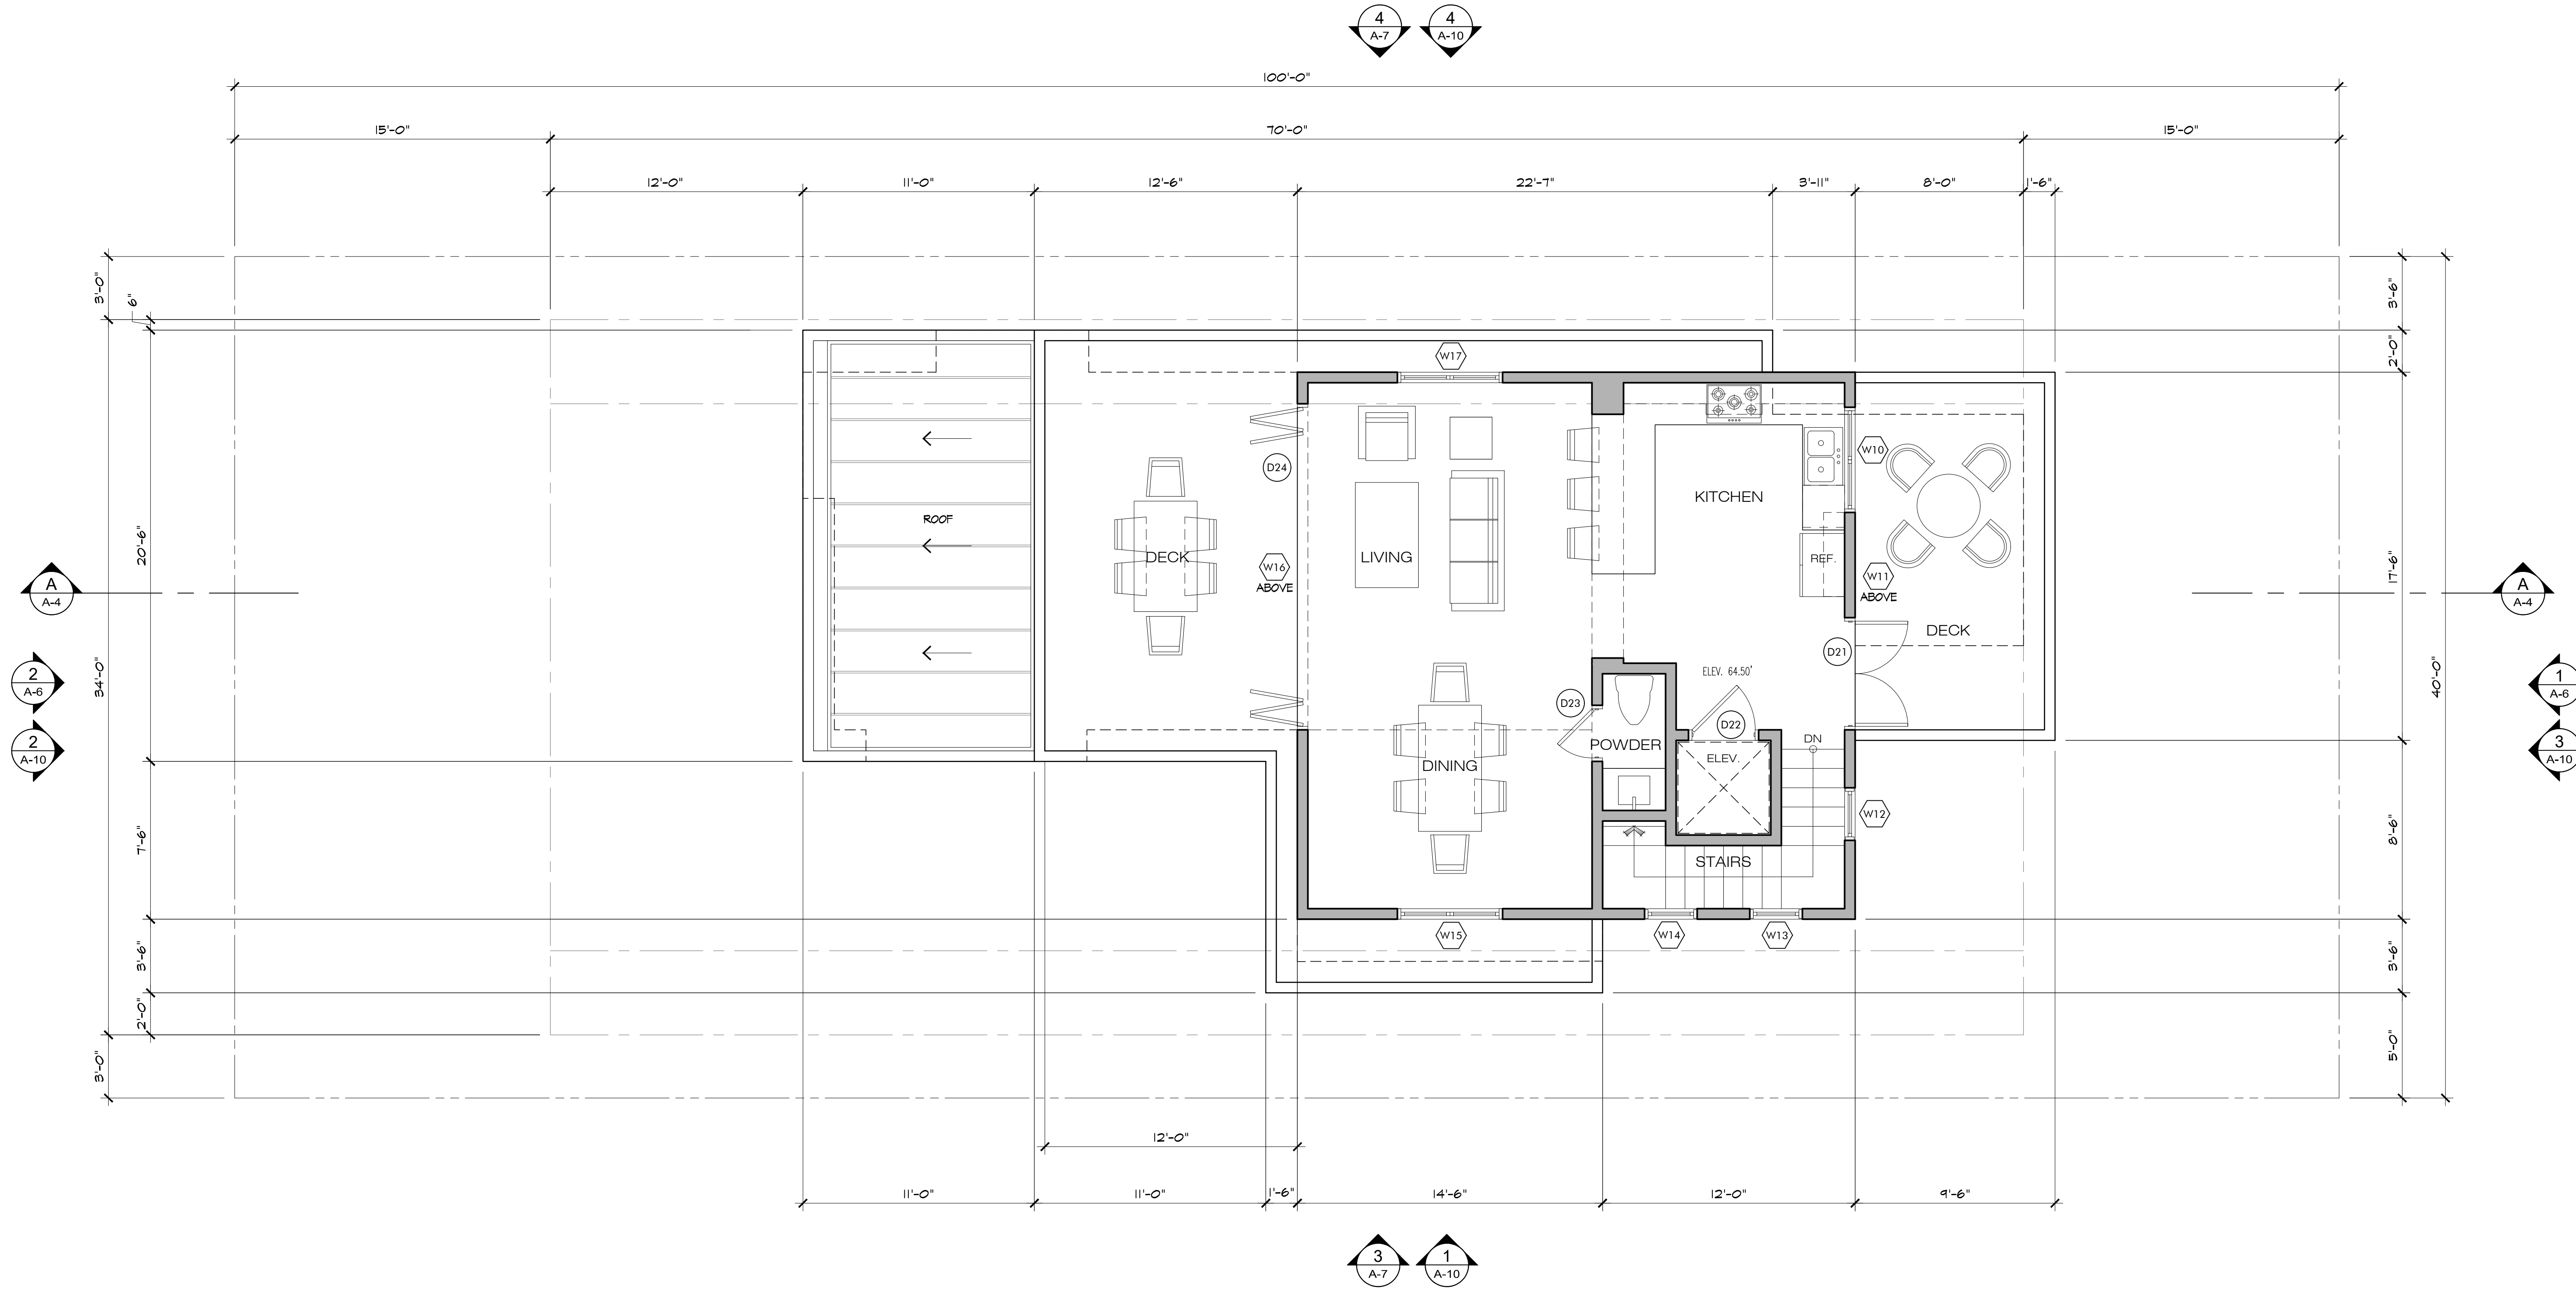 4 4
A-7 A-10
100'-0"
15'-0" 70'-0" 15'-0"
12'-0" 11'-0" 12'-6" 22'-7" 3'-11" 8'-0" 1'-6"
3'-0"
6"
20'-6"
34'-0"
7'-6"
3'-6"
2'-0"
3'-0"
3'-6"
2'-0"
17'-6"
40'-0"
8'-6"
3'-6"
5'-0"
A
A-4
2
A-6
2
A-10
A
A-4
1
A-6
3
A-10
W17
W10
D24
KITCHEN
ROOF
DECK
LIVING
W16
ABOVE
REF.
W11
ABOVE
DECK
D21
ELEV. 64.50'
D23
D22
POWDER
DN
ELEV.
DINING
W12
STAIRS
W15
W14
W13
12'-0"
11'-0" 11'-0" 1'-6" 14'-6" 12'-0" 9'-6"
3 1
A-7 A-10